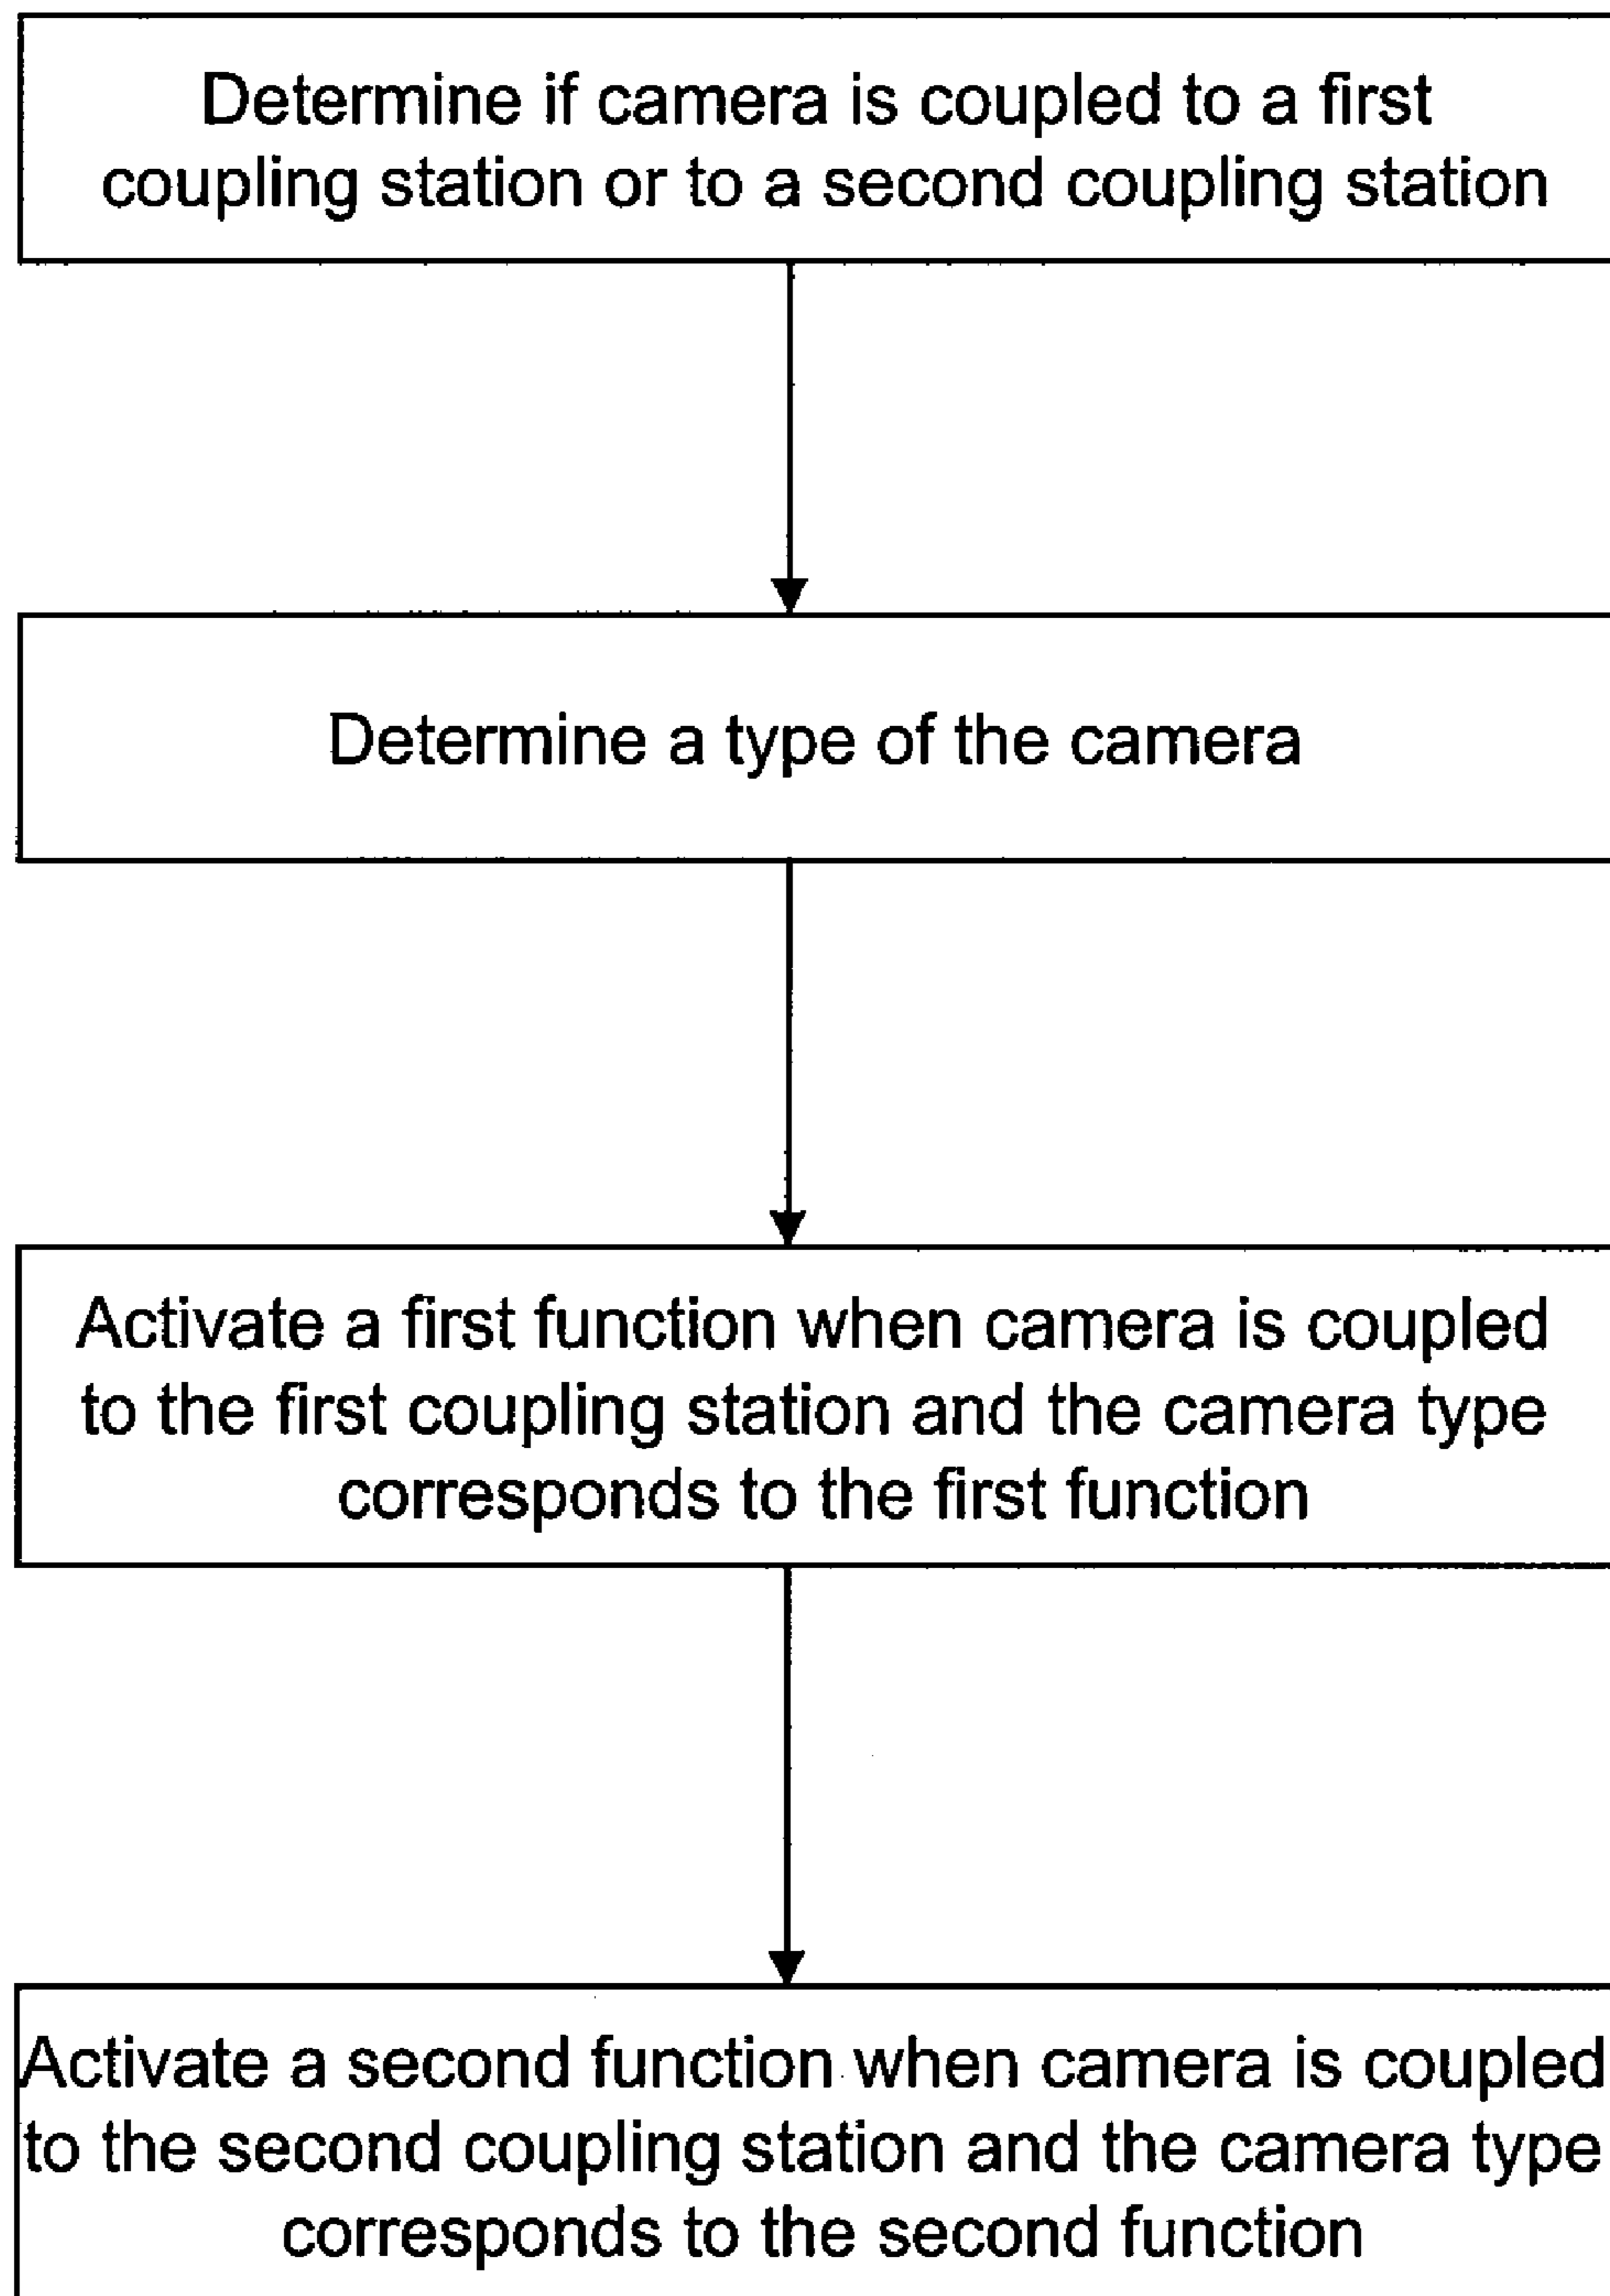 Determine if camera is coupled to a first
coupling station or to a second coupling station
Determine a type of the camera
Activate a first function when camera is coupled
to the first coupling station and the camera type
corresponds to the first function
Activate a second function when camera is coupled
to the second coupling station and the camera type
corresponds to the second function